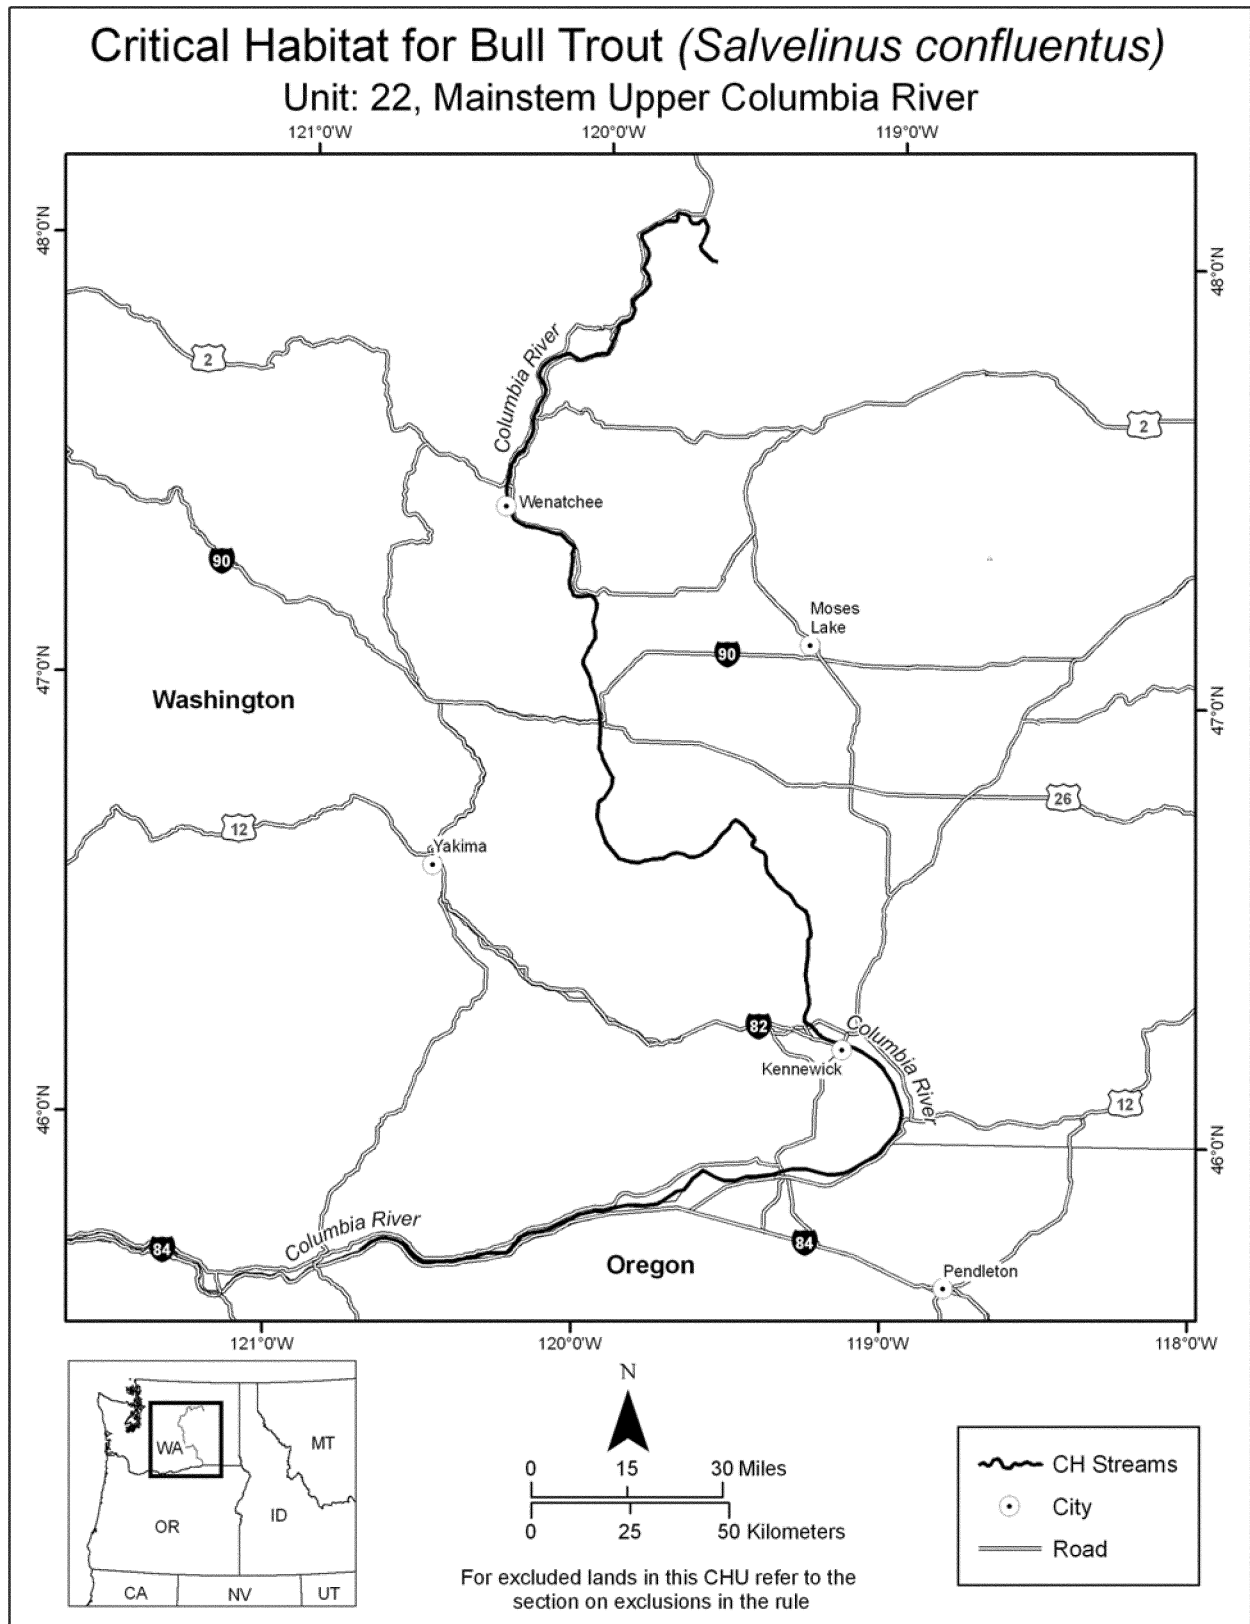 Critical Habitat for Bull Trout (Salvelinus confluentus)
Unit: 22, Mainstem Upper Columbia River
121°0'W
120°0'W
119°0'W
48°0'N
48°0'N
2
Columbia River
2
Wenatchee
90
Moses
Lake
90
47°0'N
Washington
47°0'N
26
12
Yakima
82
Columbia River
Kennewick
46°0'N
12
46°0'N
Columbia River
84
84
Oregon
Pendleton
121°0'W
120°0'W
119°0'W
118°0'W
WA
MT
OR
ID
CA
NV
UT
N
0
15
30 Miles
0
25
50 Kilometers
For excluded lands in this CHU refer to the
section on exclusions in the rule
CH Streams
City
Road